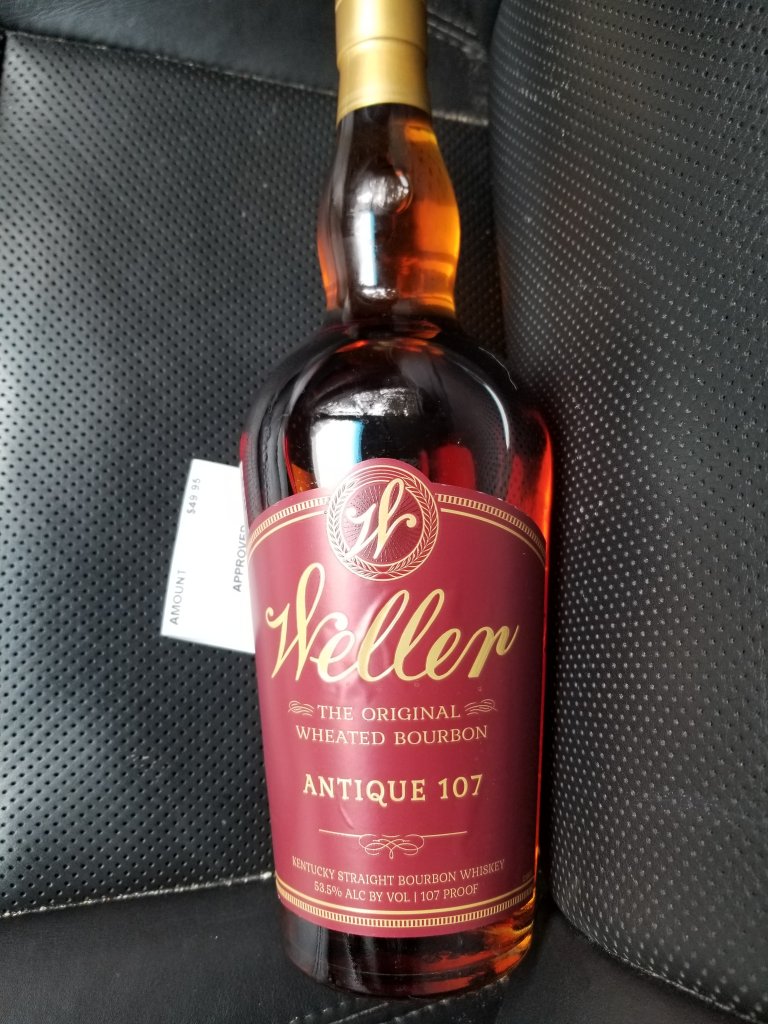 W
Weller
THE ORIGINAL
WHEATED BOURBON
ANTIQUE 107
KENTUCKY STRAIGHT BOURBON WHISKEY
53.5% ALC BY VOL | 107 PROOF
AMOUNT $49.95
APPROVED